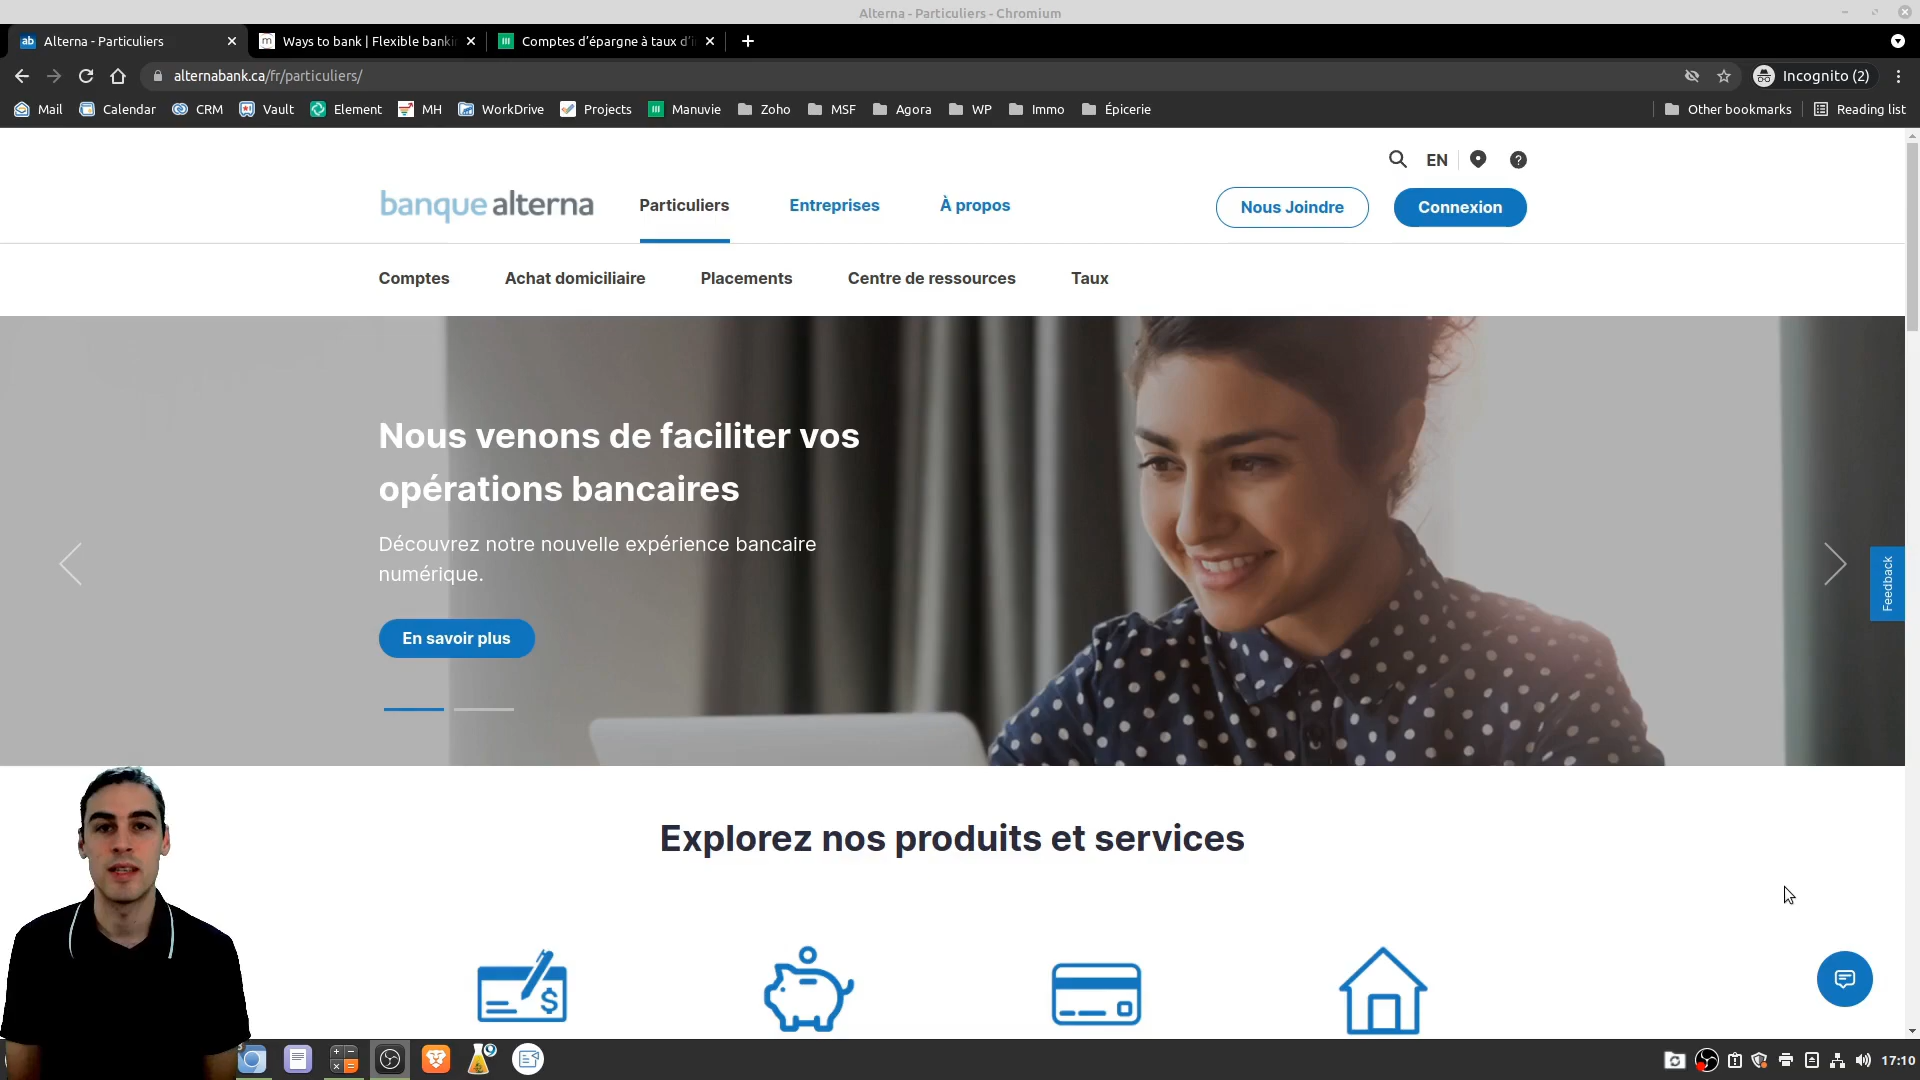 Alterna - Particuliers - Chromium
Alterna - Particuliers
Ways to bank | Flexible banki
Comptes d'épargne à taux d'i
alternabank.ca/fr/particuliers/
Incognito (2)
Mail
Calendar
CRM
Vault
Element
MH
WorkDrive
Projects
Manuvie
Zoho
MSF
Agora
WP
Immo
Épicerie
Other bookmarks
Reading list
EN
banque alterna
Particuliers
Entreprises
À propos
Nous Joindre
Connexion
Comptes
Achat domiciliaire
Placements
Centre de ressources
Taux
Nous venons de faciliter vos
opérations bancaires
Découvrez notre nouvelle expérience bancaire
numérique.
En savoir plus
Feedback
Explorez nos produits et services
17:10